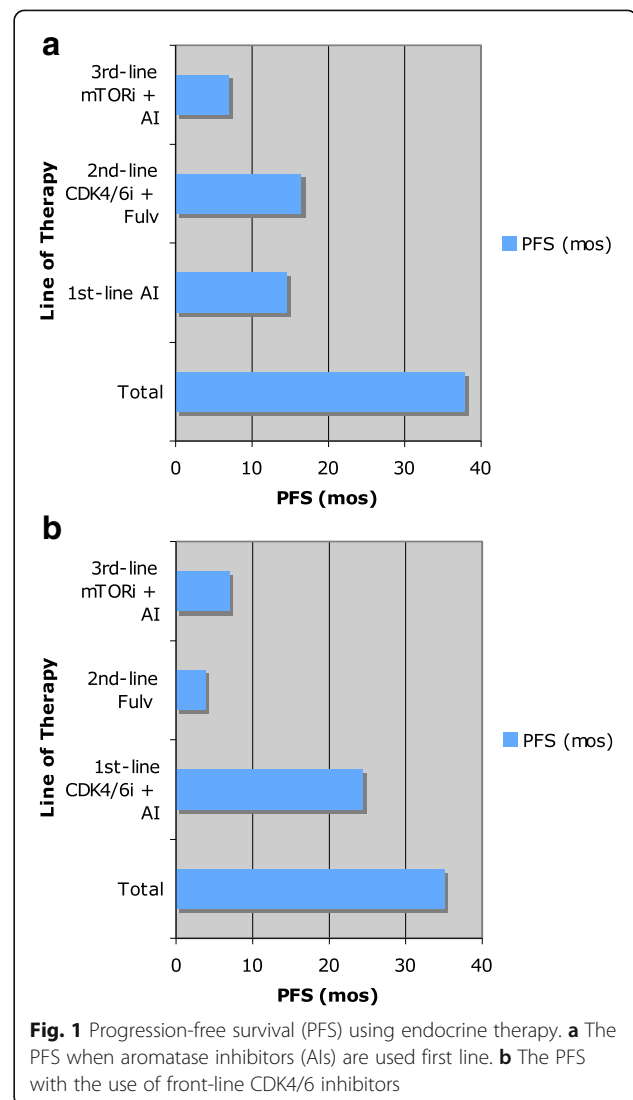 a
3rd-line
mTORi +
AI
2nd-line
CDK4/6i +
Fulv
1st-line AI
Total
Line of Therapy
PFS (mos)
0 10 20 30 40
PFS (mos)
b
3rd-line
mTORi +
AI
2nd-line
Fulv
1st-line
CDK4/6i +
AI
Total
Line of Therapy
PFS (mos)
0 10 20 30 40
PFS (mos)
Fig. 1 Progression-free survival (PFS) using endocrine therapy. a The
PFS when aromatase inhibitors (AIs) are used first line. b The PFS
with the use of front-line CDK4/6 inhibitors